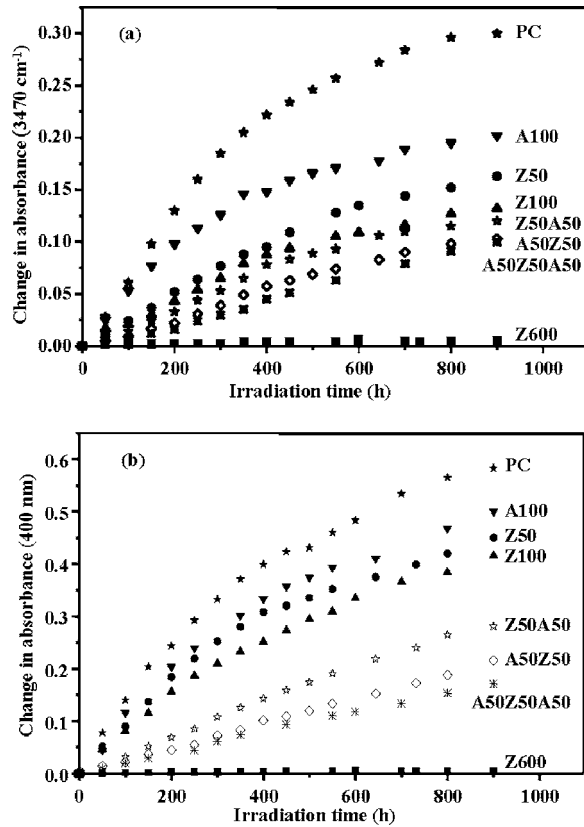 (a)
Change in absorbance (3470 cm⁻¹)
0.30
0.25
0.20
0.15
0.10
0.05
0.00
PC
A100
Z50
Z100
Z50A50
A50Z50
A50Z50A50
Z600
0
200
400
600
800
1000
Irradiation time (h)
(b)
Change in absorbance (400 nm)
0.6
0.5
0.4
0.3
0.2
0.1
0.0
PC
A100
Z50
Z100
Z50A50
A50Z50
A50Z50A50
Z600
0
200
400
600
800
1000
Irradiation time (h)